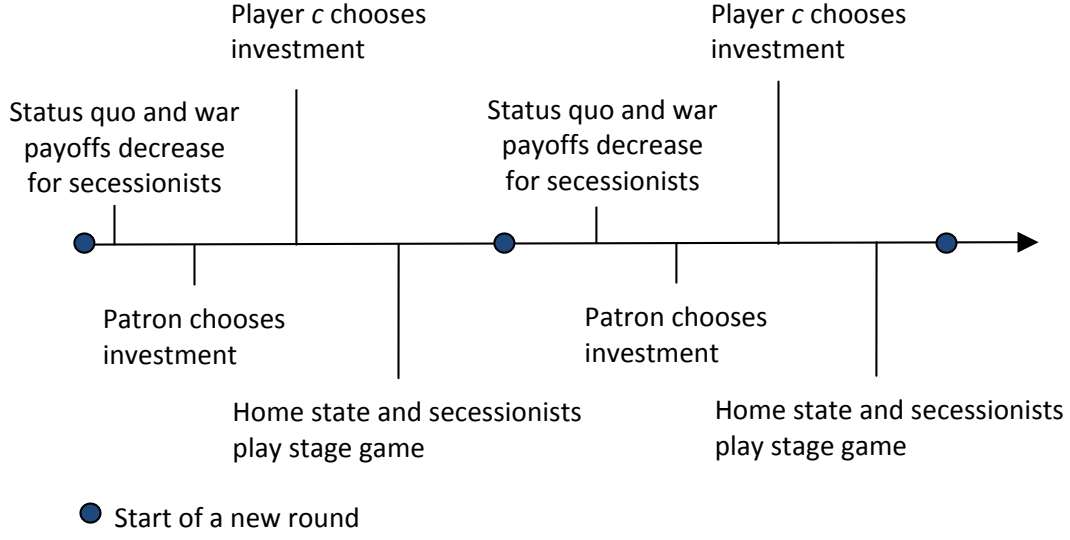 Player c chooses
investment
Player c chooses
investment
Status quo and war
payoffs decrease
for secessionists
Status quo and war
payoffs decrease
for secessionists
Patron chooses
investment
Patron chooses
investment
Home state and secessionists
play stage game
Home state and secessionists
play stage game
Start of a new round